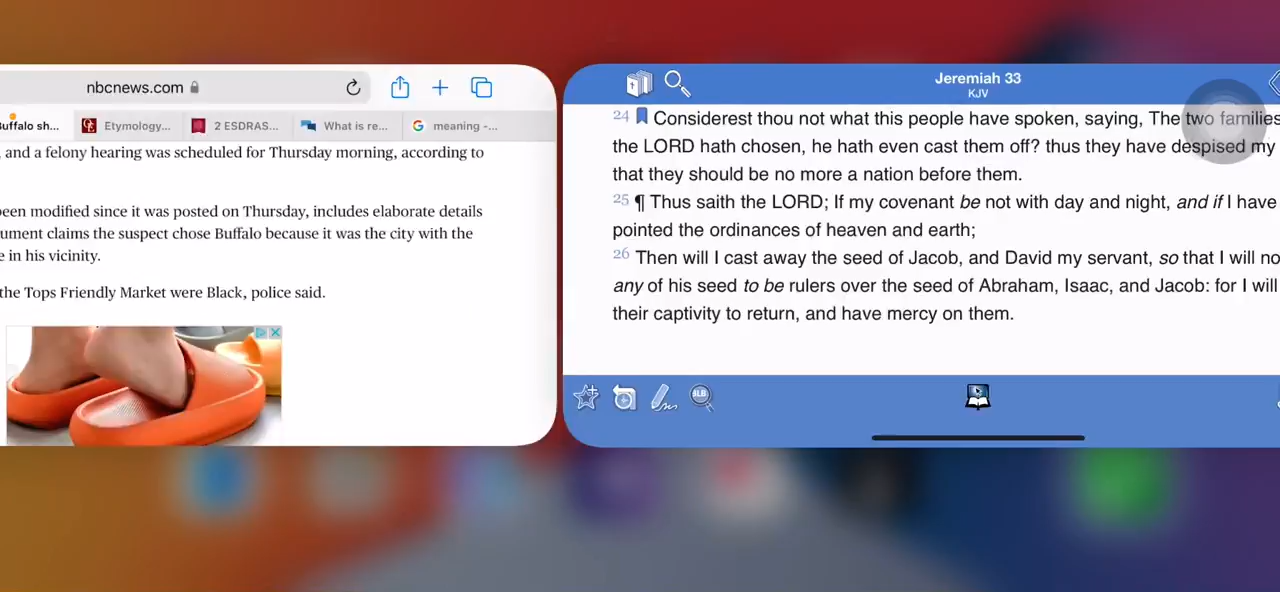 nbcnews.com
uffalo sh...
Etymology...
2 ESDRAS...
What is re...
meaning -...
, and a felony hearing was scheduled for Thursday morning, according to
een modified since it was posted on Thursday, includes elaborate details
ument claims the suspect chose Buffalo because it was the city with the
e in his vicinity.
the Tops Friendly Market were Black, police said.
Jeremiah 33
KJV
24 Considerest thou not what this people have spoken, saying, The two families
the LORD hath chosen, he hath even cast them off? thus they have despised my
that they should be no more a nation before them.
25 ¶ Thus saith the LORD; If my covenant be not with day and night, and if I have
pointed the ordinances of heaven and earth;
26 Then will I cast away the seed of Jacob, and David my servant, so that I will no
any of his seed to be rulers over the seed of Abraham, Isaac, and Jacob: for I will
their captivity to return, and have mercy on them.
BLB